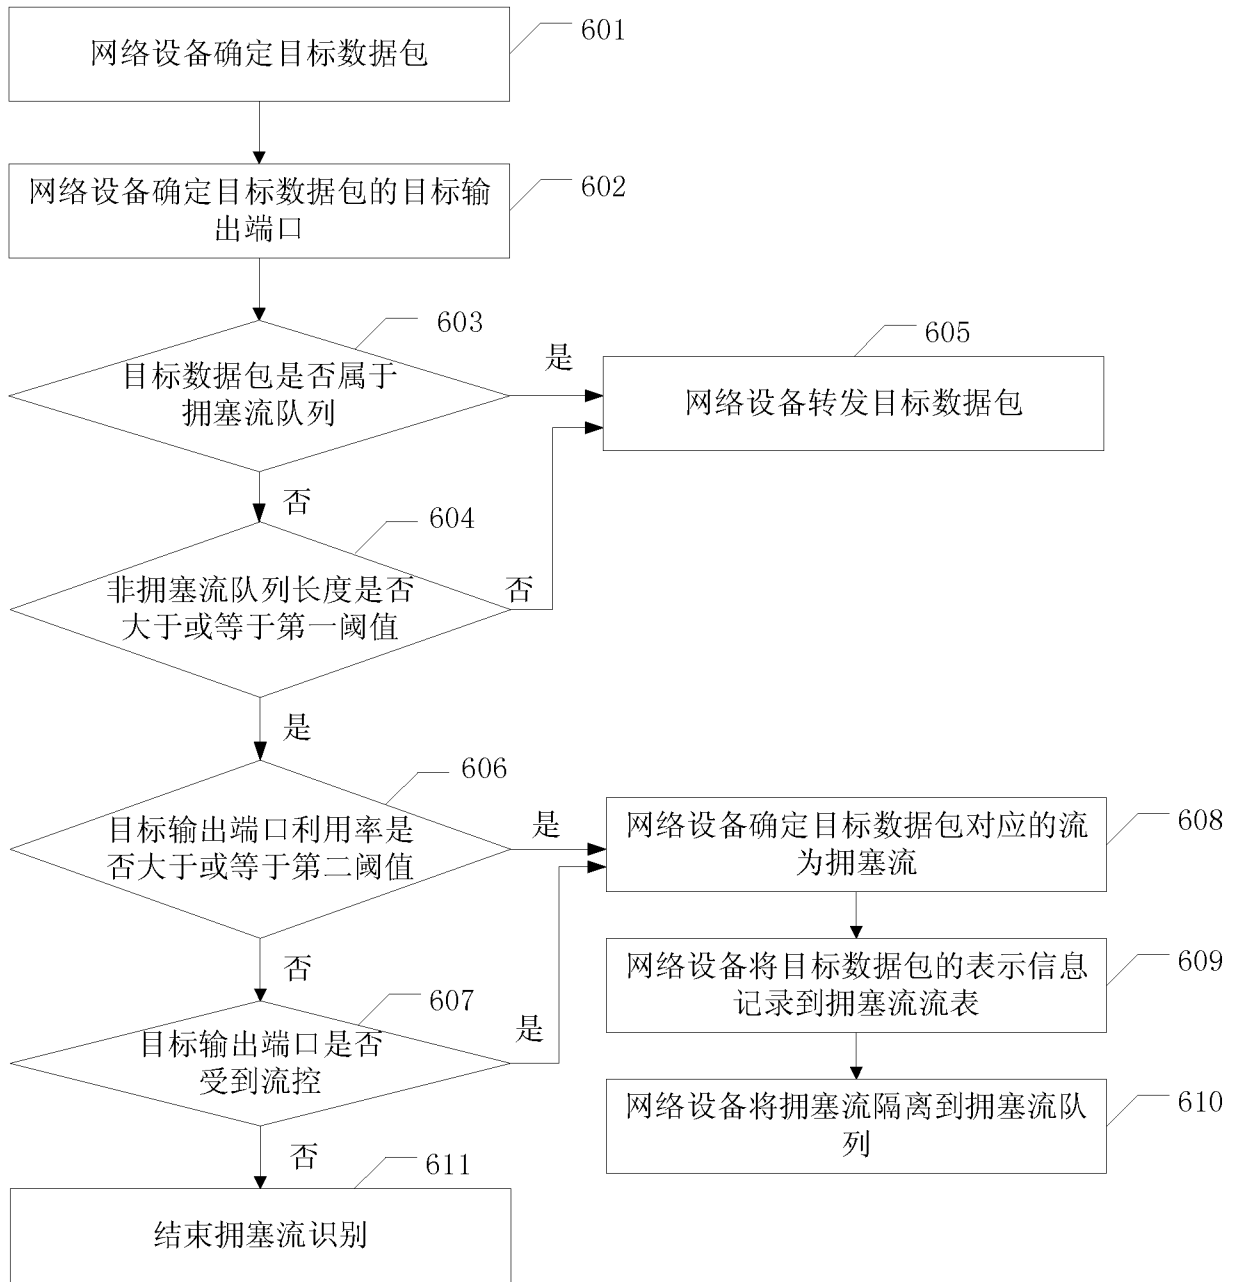 网络设备确定目标数据包
601
网络设备确定目标数据包的目标输
出端口
602
目标数据包是否属于
拥塞流队列
603
是
网络设备转发目标数据包
605
否
非拥塞流队列长度是否
大于或等于第一阈值
604
否
是
目标输出端口利用率是
否大于或等于第二阈值
606
是
网络设备确定目标数据包对应的流
为拥塞流
608
否
网络设备将目标数据包的表示信息
记录到拥塞流流表
609
目标输出端口是否
受到流控
607
是
网络设备将拥塞流隔离到拥塞流队
列
610
否
结束拥塞流识别
611